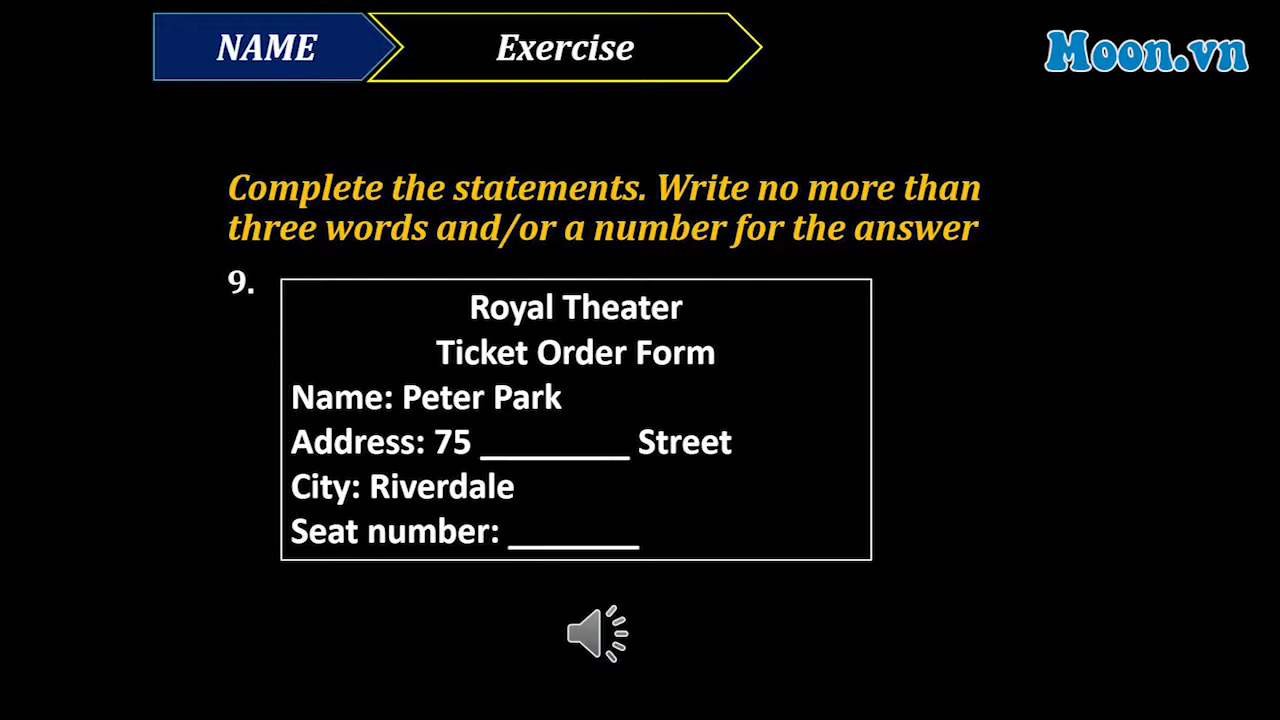 NAME
Exercise
Moon.vn
Complete the statements. Write no more than
three words and/or a number for the answer
9.
Royal Theater
Ticket Order Form
Name: Peter Park
Address: 75 ________ Street
City: Riverdale
Seat number: _______